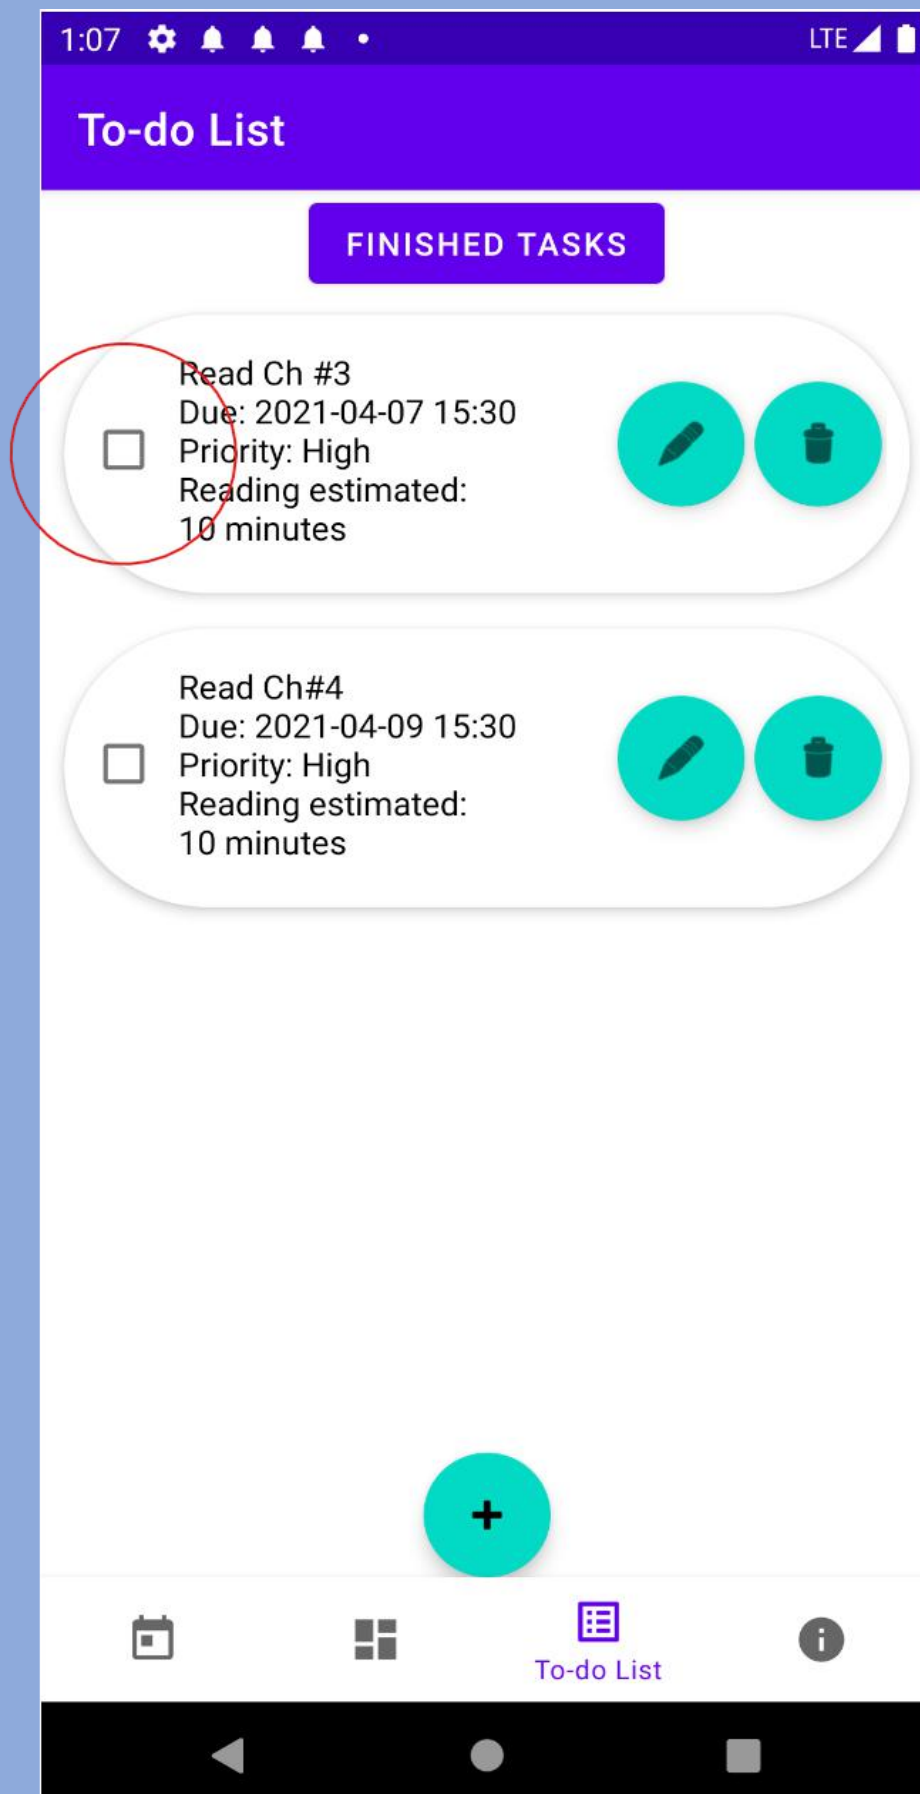 1:07
LTE
To-do List
FINISHED TASKS
Read Ch #3
Due: 2021-04-07 15:30
Priority: High
Reading estimated:
10 minutes
Read Ch#4
Due: 2021-04-09 15:30
Priority: High
Reading estimated:
10 minutes
+
To-do List